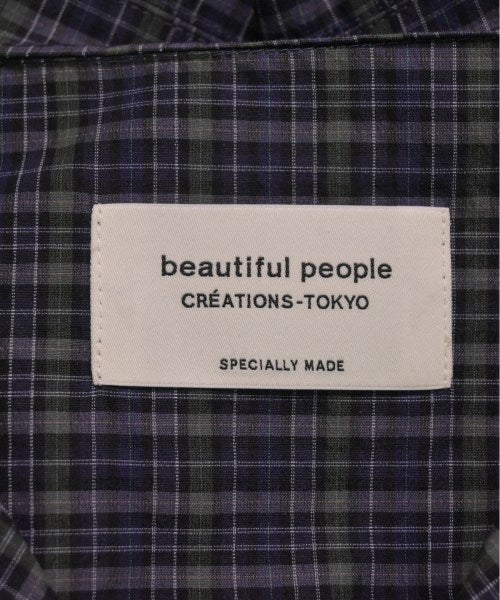 beautiful people
CRÉATIONS-TOKYO
SPECIALLY MADE